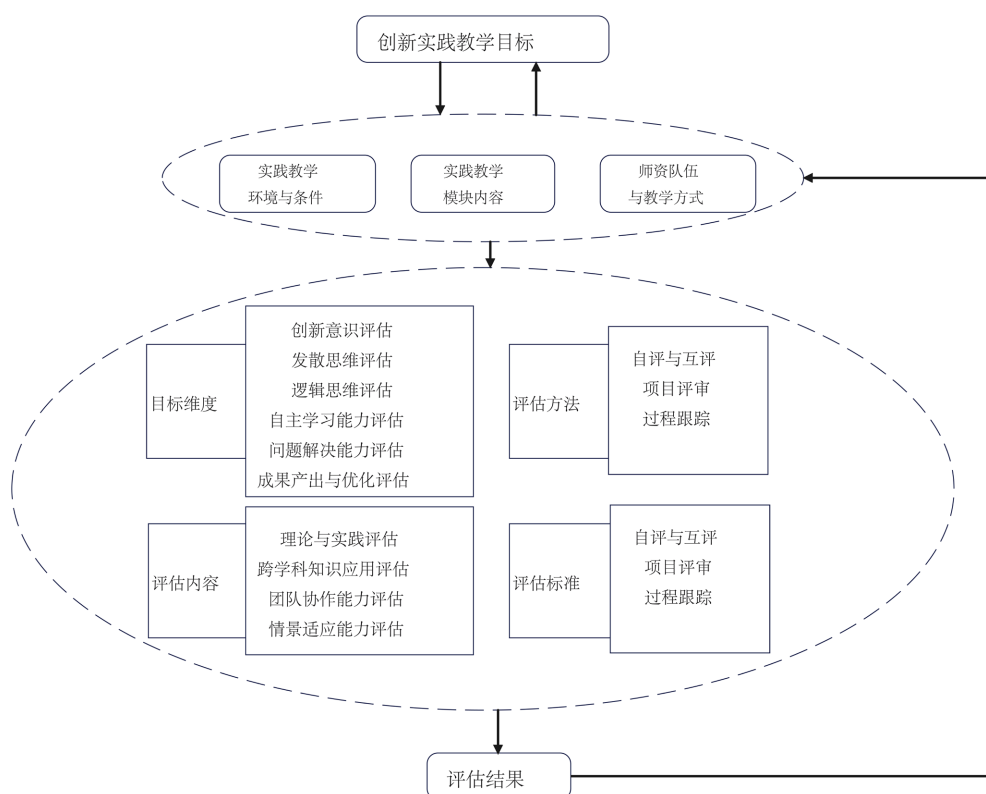 创新实践教学目标
实践教学
环境与条件
实践教学
模块内容
师资队伍
与教学方式
目标维度
创新意识评估
发散思维评估
逻辑思维评估
自主学习能力评估
问题解决能力评估
成果产出与优化评估
评估方法
自评与互评
项目评审
过程跟踪
评估内容
理论与实践评估
跨学科知识应用评估
团队协作能力评估
情景适应能力评估
评估标准
自评与互评
项目评审
过程跟踪
评估结果